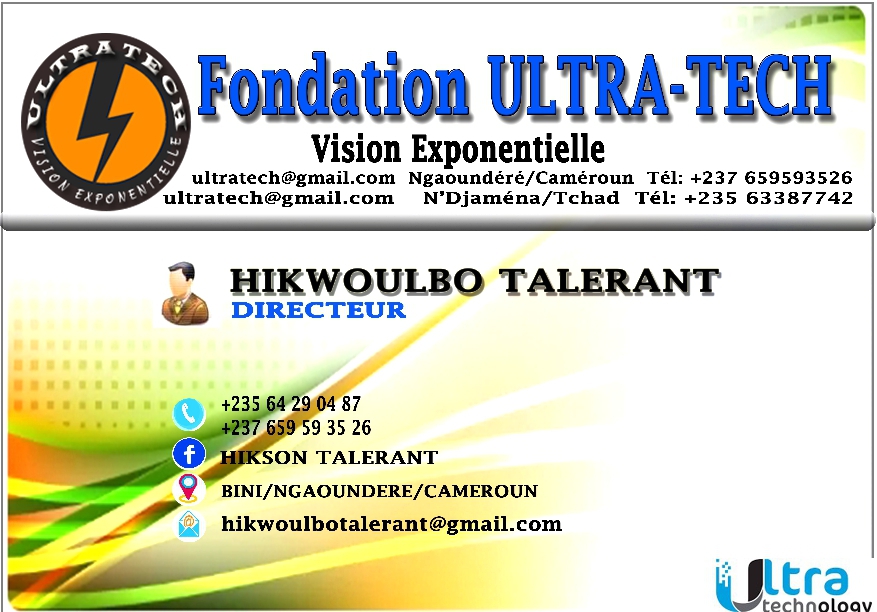 ULTRA TECH
VISION EXPONENTIELLE
Fondation ULTRA-TECH
Vision Exponentielle
ultratech@gmail.com Ngaoundéré/Caméroun Tél: +237 659593526
ultratech@gmail.com N'Djaména/Tchad Tél: +235 63387742
HIKWOULBO TALERANT
DIRECTEUR
+235 64 29 04 87
+237 659 59 35 26
f HIKSON TALERANT
BINI/NGAOUNDERE/CAMEROUN
hikwoulbotalerant@gmail.com
Ultra
technology